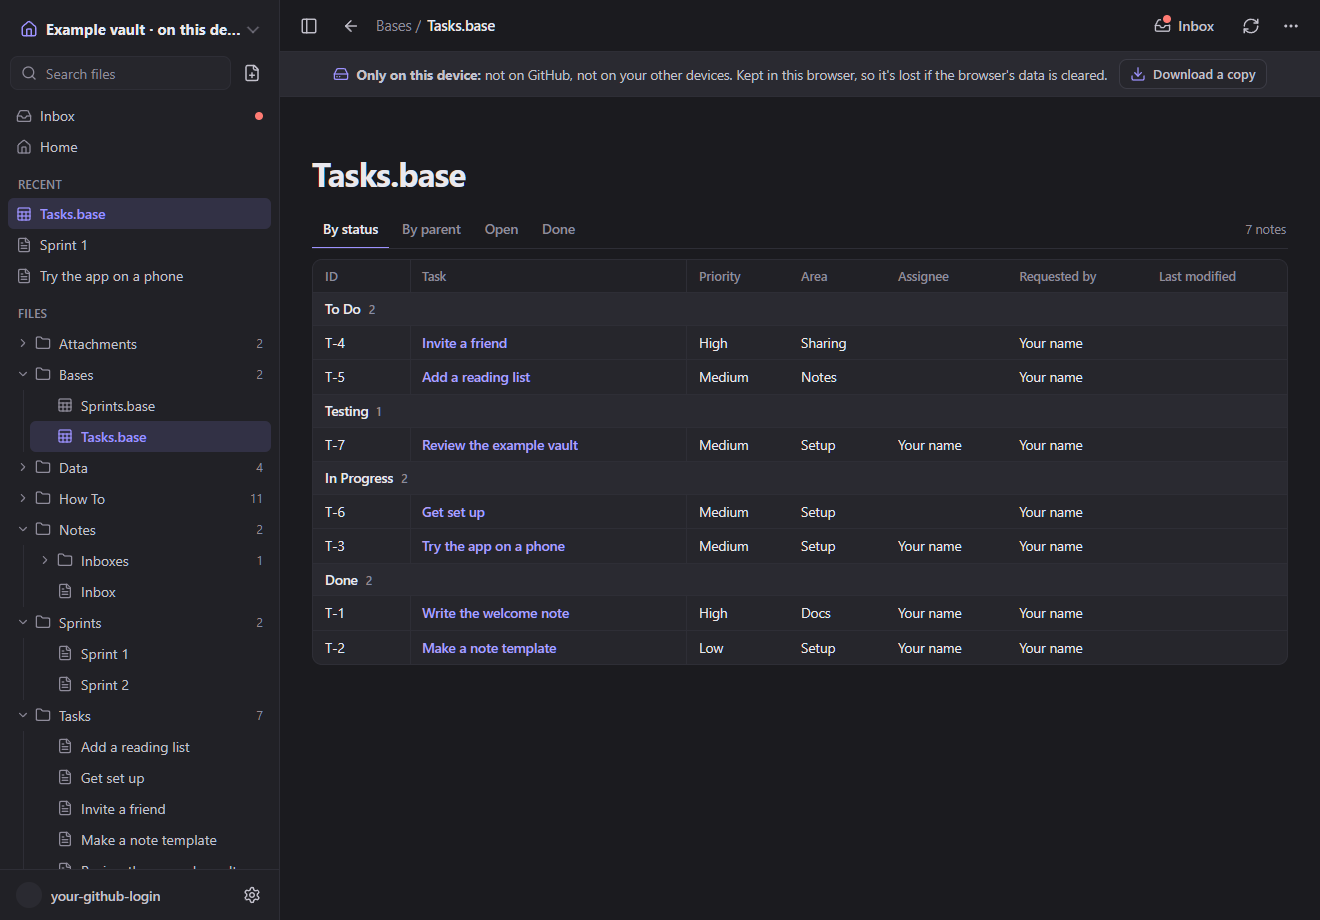 Example vault · on this de...
Search files
Inbox
Home
RECENT
Tasks.base
Sprint 1
Try the app on a phone
FILES
Attachments 2
Bases 2
Sprints.base
Tasks.base
Data 4
How To 11
Notes 2
Inboxes 1
Inbox
Sprints 2
Sprint 1
Sprint 2
Tasks 7
Add a reading list
Get set up
Invite a friend
Make a note template
your-github-login
Bases / Tasks.base
Inbox
Only on this device: not on GitHub, not on your other devices. Kept in this browser, so it's lost if the browser's data is cleared.
Download a copy
Tasks.base
By status By parent Open Done 7 notes
ID Task Priority Area Assignee Requested by Last modified
To Do 2
T-4 Invite a friend High Sharing Your name
T-5 Add a reading list Medium Notes Your name
Testing 1
T-7 Review the example vault Medium Setup Your name Your name
In Progress 2
T-6 Get set up Medium Setup Your name
T-3 Try the app on a phone Medium Setup Your name Your name
Done 2
T-1 Write the welcome note High Docs Your name Your name
T-2 Make a note template Low Setup Your name Your name